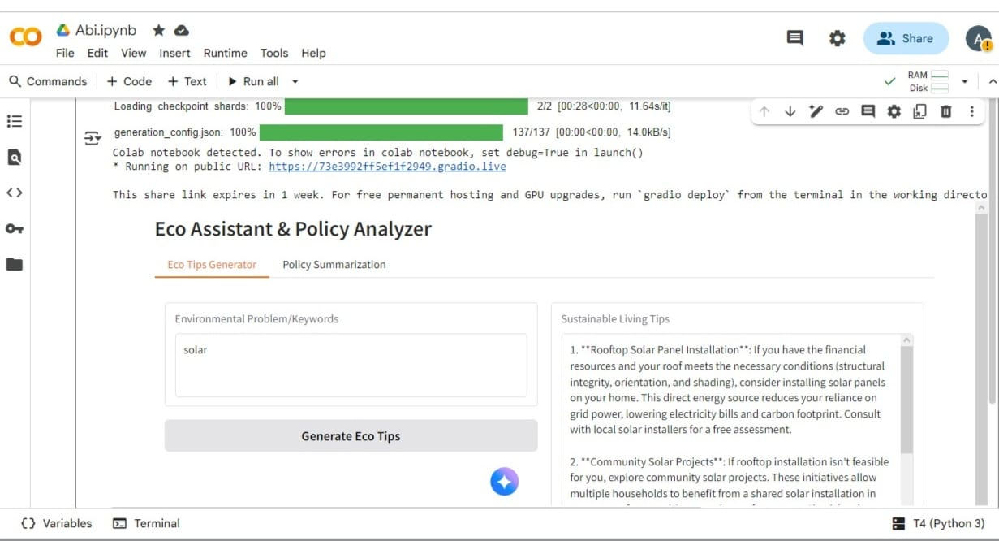 Abi.ipynb
File Edit View Insert Runtime Tools Help
Share
A
Commands + Code + Text Run all
RAM
Disk
Loading checkpoint shards: 100% 2/2 [00:28<00:00, 11.64s/it]
generation_config.json: 100% 137/137 [00:00<00:00, 14.0kB/s]
Colab notebook detected. To show errors in colab notebook, set debug=True in launch()
* Running on public URL: https://73e3992ff5ef1f2949.gradio.live
This share link expires in 1 week. For free permanent hosting and GPU upgrades, run `gradio deploy` from the terminal in the working directo
Eco Assistant & Policy Analyzer
Eco Tips Generator Policy Summarization
Environmental Problem/Keywords
solar
Generate Eco Tips
Sustainable Living Tips
1. **Rooftop Solar Panel Installation**: If you have the financial
resources and your roof meets the necessary conditions (structural
integrity, orientation, and shading), consider installing solar panels
on your home. This direct energy source reduces your reliance on
grid power, lowering electricity bills and carbon footprint. Consult
with local solar installers for a free assessment.
2. **Community Solar Projects**: If rooftop installation isn't feasible
for you, explore community solar projects. These initiatives allow
multiple households to benefit from a shared solar installation in
{} Variables Terminal
T4 (Python 3)